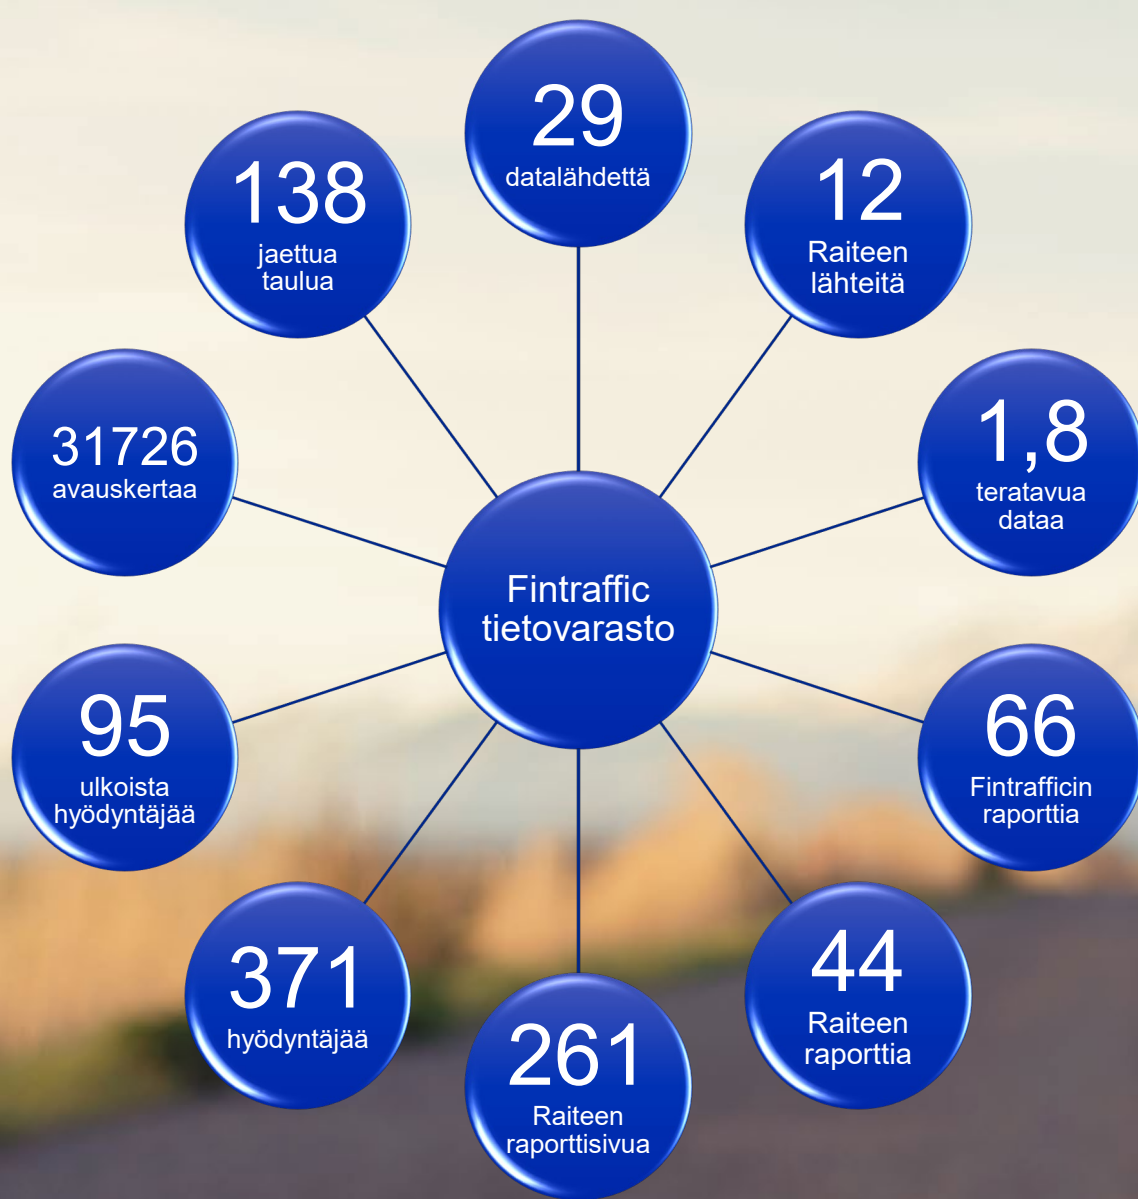 29
datalähdettä
12
Raiteen
lähteitä
1,8
teratavua
dataa
66
Fintrafficin
raporttia
44
Raiteen
raporttia
261
Raiteen
raporttisivua
371
hyödyntäjää
95
ulkoista
hyödyntäjää
31726
avauskertaa
138
jaettua
taulua
Fintraffic
tietovarasto